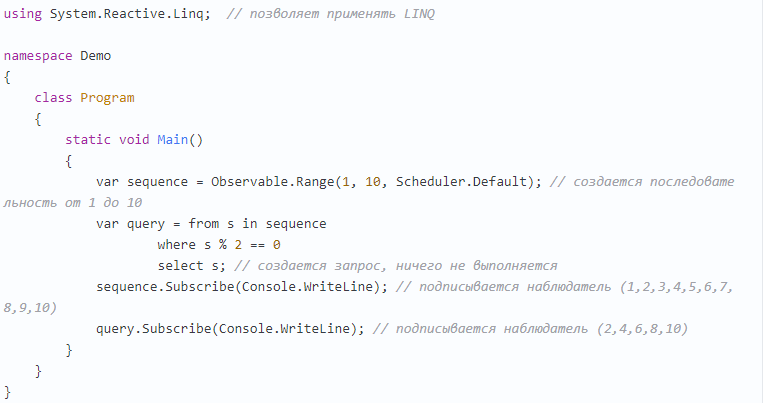 using System.Reactive.Linq;  // позволяет применять LINQ

namespace Demo
{
    class Program
    {
        static void Main()
        {
            var sequence = Observable.Range(1, 10, Scheduler.Default); // создается последовате
льность от 1 до 10
            var query = from s in sequence
                    where s % 2 == 0
                    select s; // создается запрос, ничего не выполняется
            sequence.Subscribe(Console.WriteLine); // подписывается наблюдатель (1,2,3,4,5,6,7,
8,9,10)
            query.Subscribe(Console.WriteLine); // подписывается наблюдатель (2,4,6,8,10)
        }
    }
}